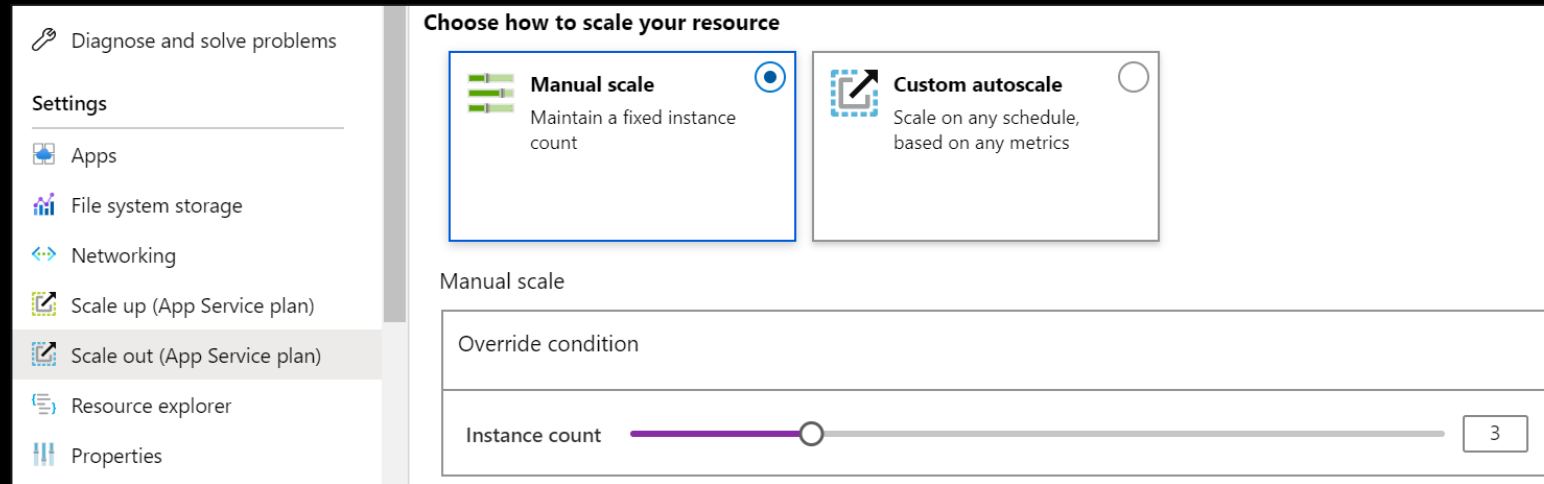 Diagnose and solve problems
Settings
Apps
File system storage
Networking
Scale up (App Service plan)
Scale out (App Service plan)
Resource explorer
Properties
Choose how to scale your resource
Manual scale
Maintain a fixed instance
count
Custom autoscale
Scale on any schedule,
based on any metrics
Manual scale
Override condition
Instance count
3